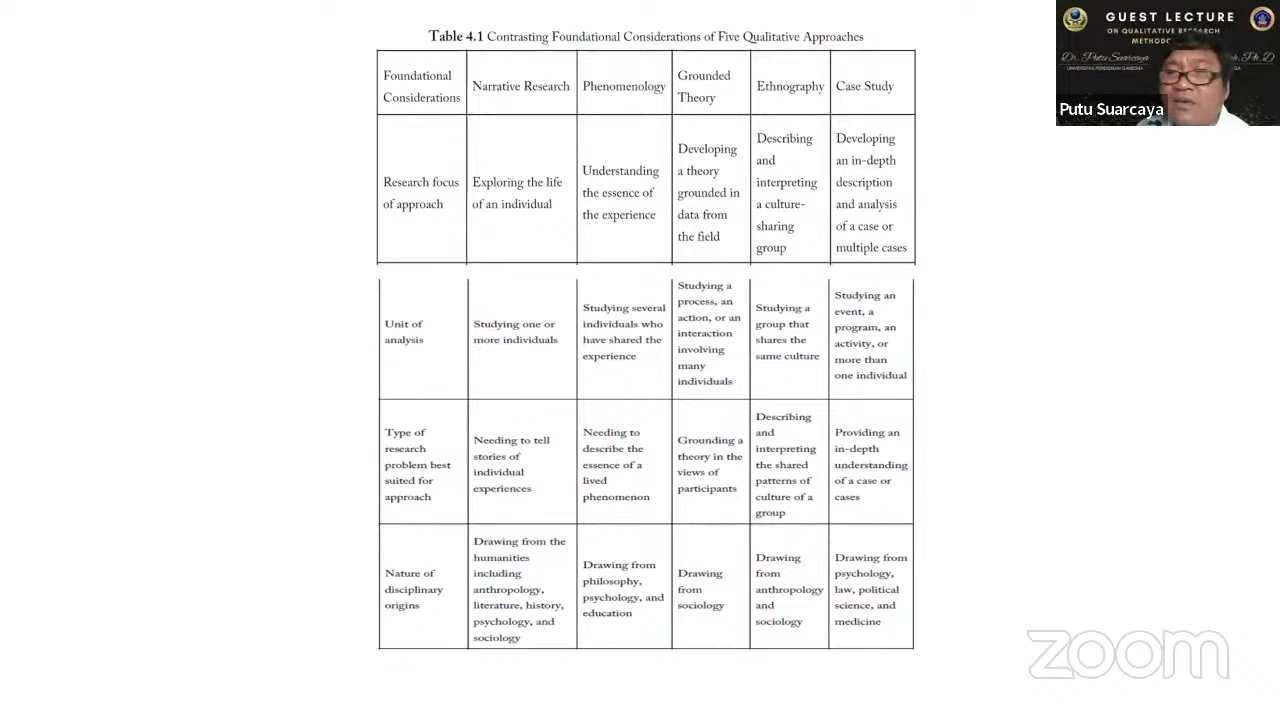 Table 4.1 Contrasting Foundational Considerations of Five Qualitative Approaches
Foundational
Considerations
Narrative Research
Phenomenology
Grounded
Theory
Ethnography
Case Study
Research focus
of approach
Exploring the life
of an individual
Understanding
the essence of
the experience
Developing
a theory
grounded in
data from
the field
Describing
and
interpreting
a culture-
sharing
group
Developing
an in-depth
description
and analysis
of a case or
multiple cases
Unit of
analysis
Studying one or
more individuals
Studying several
individuals who
have shared the
experience
Studying a
process, an
action, or an
interaction
involving
many
individuals
Studying a
group that
shares the
same culture
Studying an
event, a
program, an
activity, or
more than
one individual
Type of
research
problem best
suited for
approach
Needing to tell
stories of
individual
experiences
Needing to
describe the
essence of a
lived phenomenon
Grounding a
theory in the
views of
participants
Describing
and
interpreting
the shared
patterns of
culture of a
group
Providing an
in-depth
understanding
of a case or
cases
Nature of
disciplinary
origins
Drawing from the
humanities
including
anthropology,
literature, history,
psychology, and
sociology
Drawing from
philosophy,
psychology, and
education
Drawing
from
sociology
Drawing
from
anthropology
and
sociology
Drawing from
psychology,
law, political
science, and
medicine
GUEST LECTURE
ON QUALITATIVE RESEARCH
Dr. Putu Suarcaya
UNIVERSITAS PENDIDIKAN GANESHA
Ph.D
Putu Suarcaya
zoom